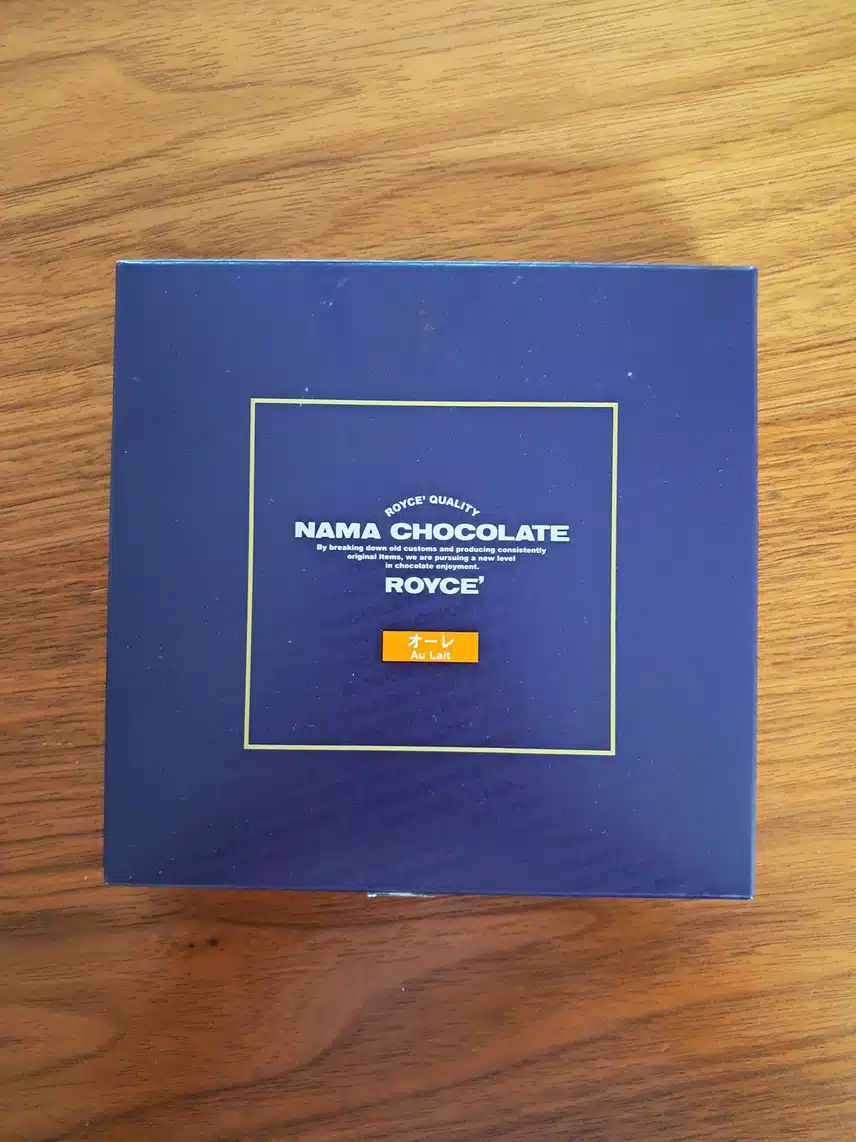 ROYCE' QUALITY
NAMA CHOCOLATE
By breaking down old customs and producing consistently
original items, we are pursuing a new level
in chocolate enjoyment.
ROYCE'
オーレ
Au Lait